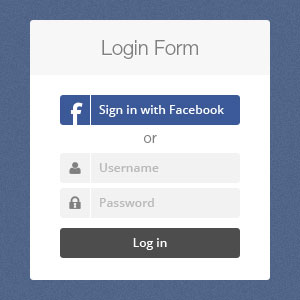 Login Form
f Sign in with Facebook
or
Username
Password
Log in